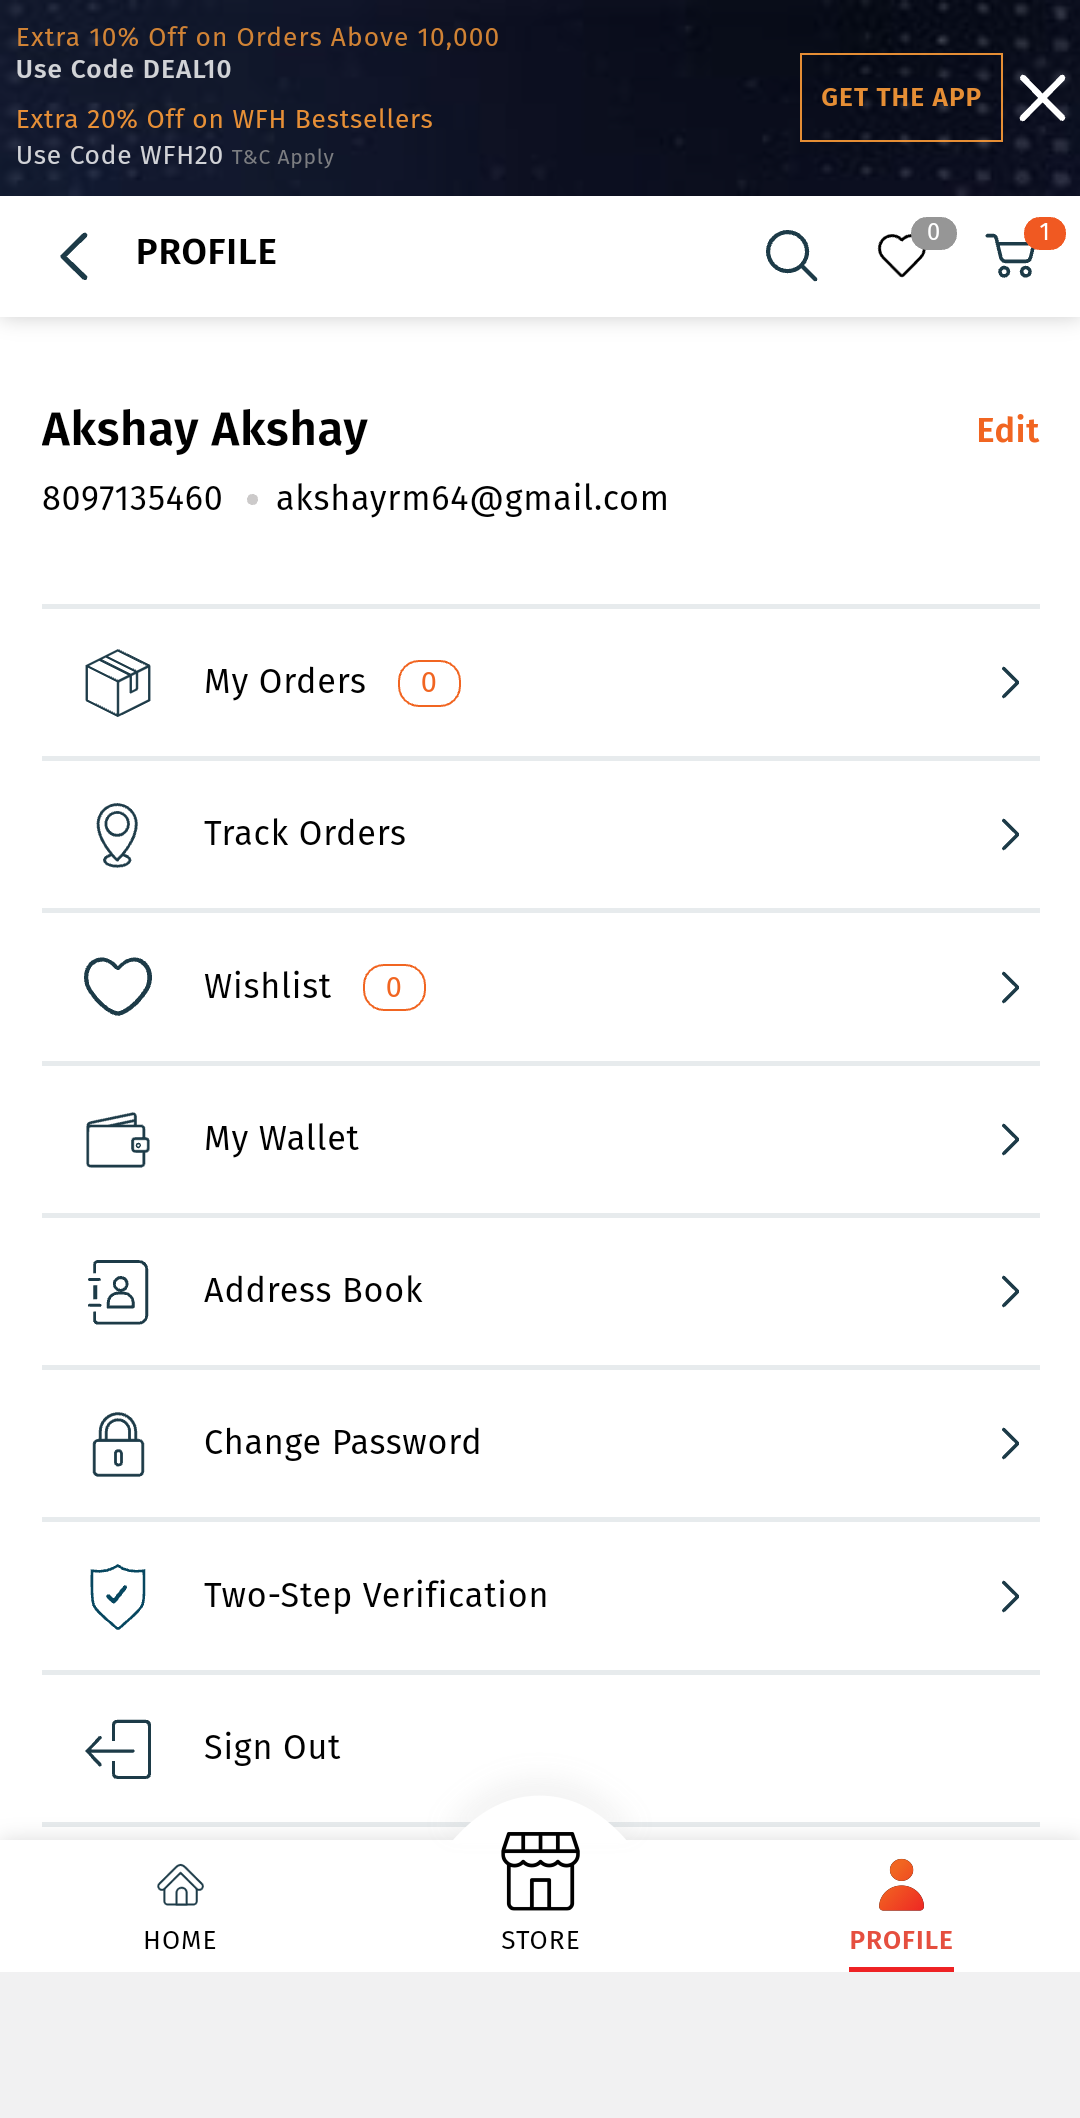 Extra 10% Off on Orders Above 10,000
Use Code DEAL10
Extra 20% Off on WFH Bestsellers
Use Code WFH20 T&C Apply
GET THE APP
PROFILE
0
1
Akshay Akshay
Edit
8097135460 • akshayrm64@gmail.com
My Orders 0
Track Orders
Wishlist 0
My Wallet
Address Book
Change Password
Two-Step Verification
Sign Out
HOME
STORE
PROFILE